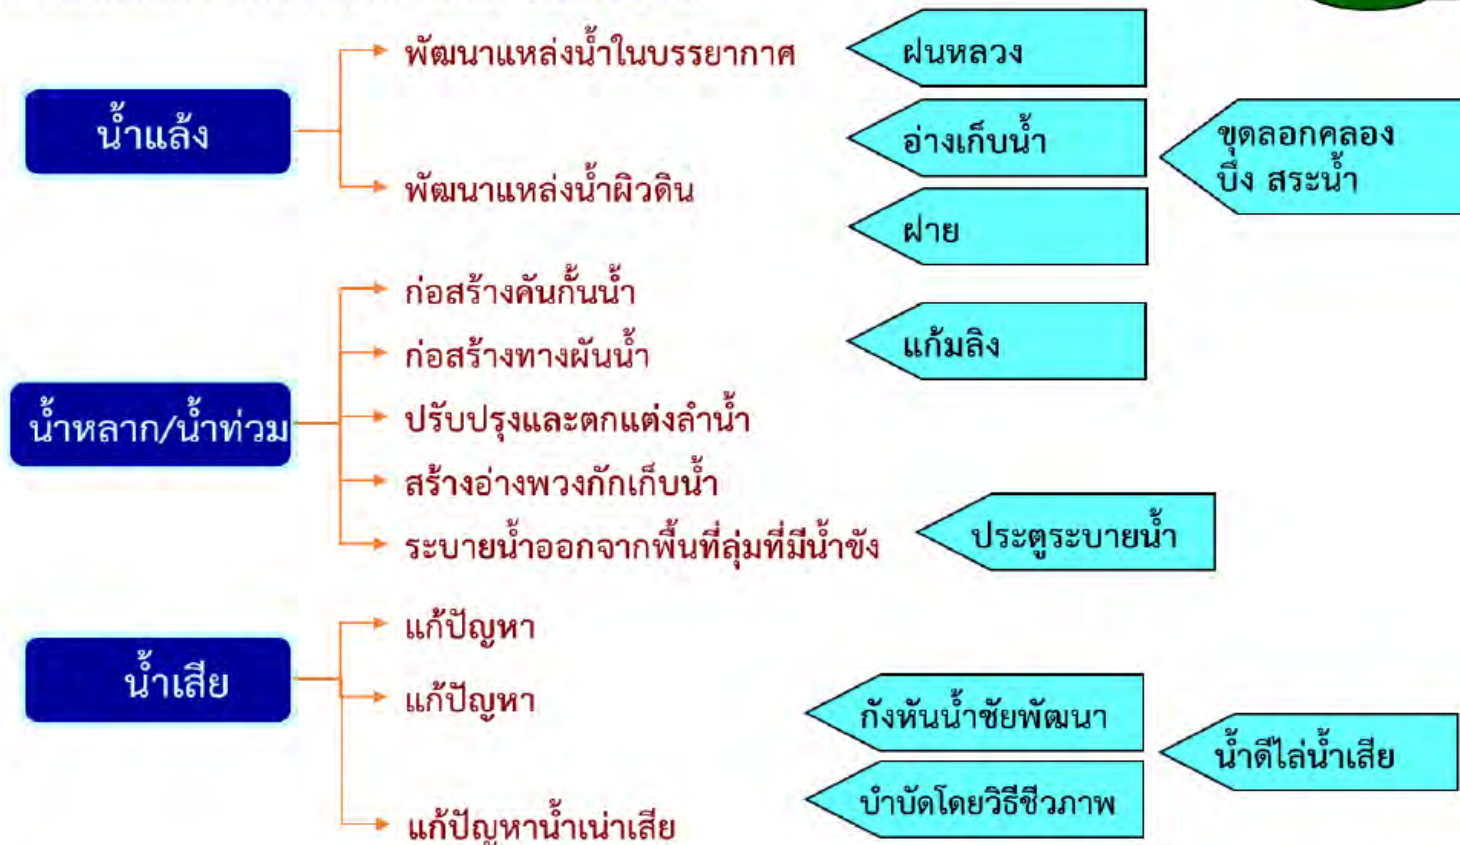 พัฒนาแหล่งน้ำในบรรยากาศ
ฝนหลวง
น้ำแล้ง
อ่างเก็บน้ำ
ขุดลอกคลอง
บึง สระน้ำ
พัฒนาแหล่งน้ำผิวดิน
ฝาย
ก่อสร้างคันกั้นน้ำ
ก่อสร้างทางผันน้ำ
แก้มลิง
น้ำหลาก/น้ำท่วม
ปรับปรุงและตกแต่งลำน้ำ
สร้างอ่างพวงกักเก็บน้ำ
ระบายน้ำออกจากพื้นที่ลุ่มที่มีน้ำขัง
ประตูระบายน้ำ
แก้ปัญหา
น้ำเสีย
แก้ปัญหา
กังหันน้ำชัยพัฒนา
น้ำดีไล่น้ำเสีย
บำบัดโดยวิธีชีวภาพ
แก้ปัญหาน้ำเน่าเสีย